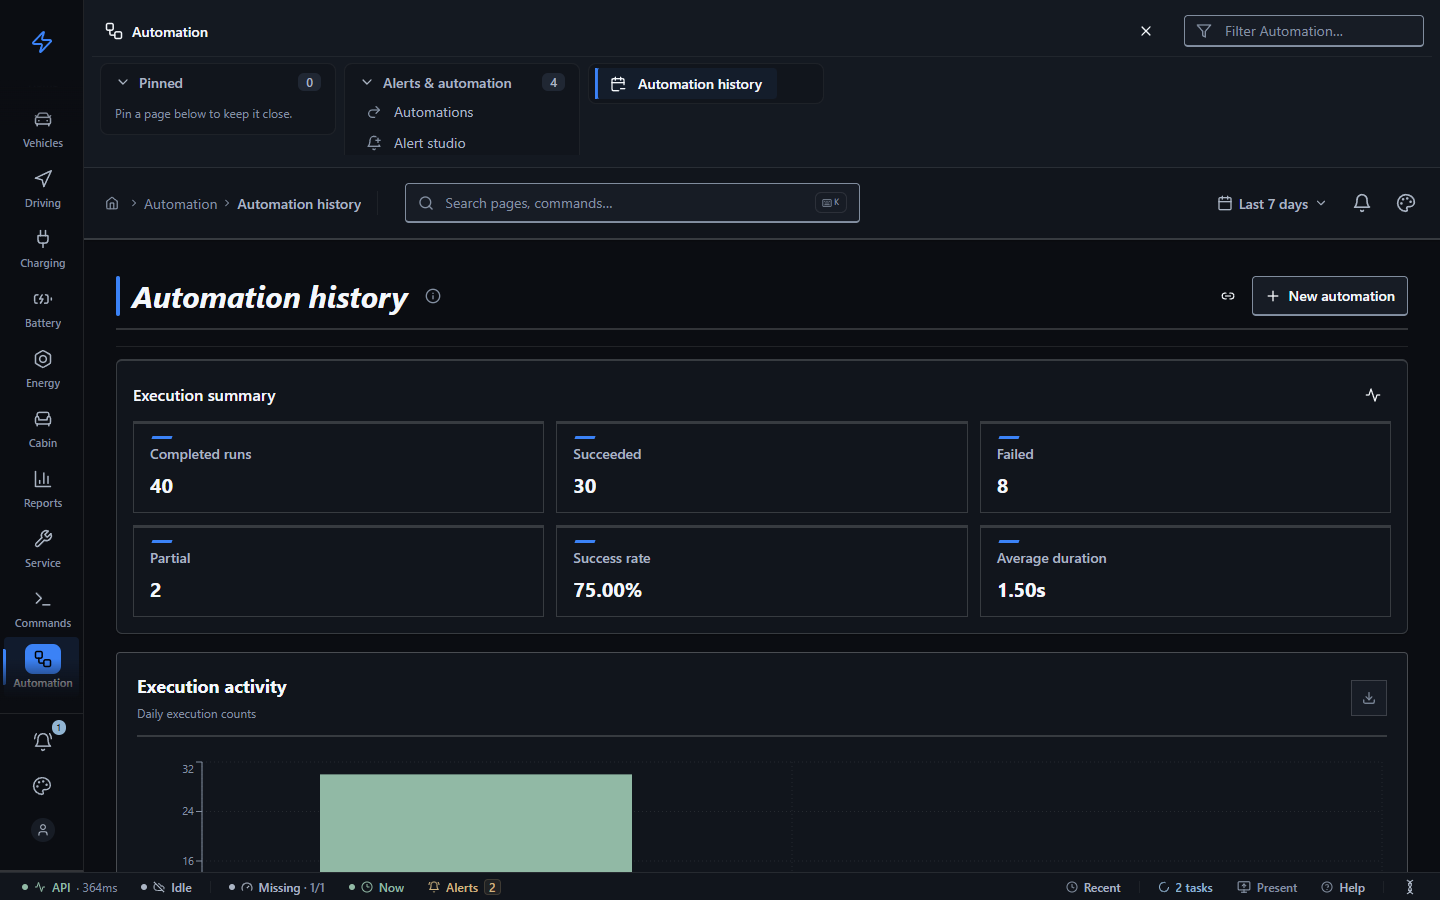 Automation
Filter Automation...
Pinned
0
Pin a page below to keep it close.
Alerts & automation
4
Automations
Alert studio
Automation history
Vehicles
Driving
Charging
Battery
Energy
Cabin
Reports
Service
Commands
Automation
1
Automation
Automation history
Search pages, commands...
K
Last 7 days
Automation history
New automation
Execution summary
Completed runs
40
Succeeded
30
Failed
8
Partial
2
Success rate
75.00%
Average duration
1.50s
Execution activity
Daily execution counts
32
24
16
API · 364ms
Idle
Missing · 1/1
Now
Alerts 2
Recent
2 tasks
Present
Help